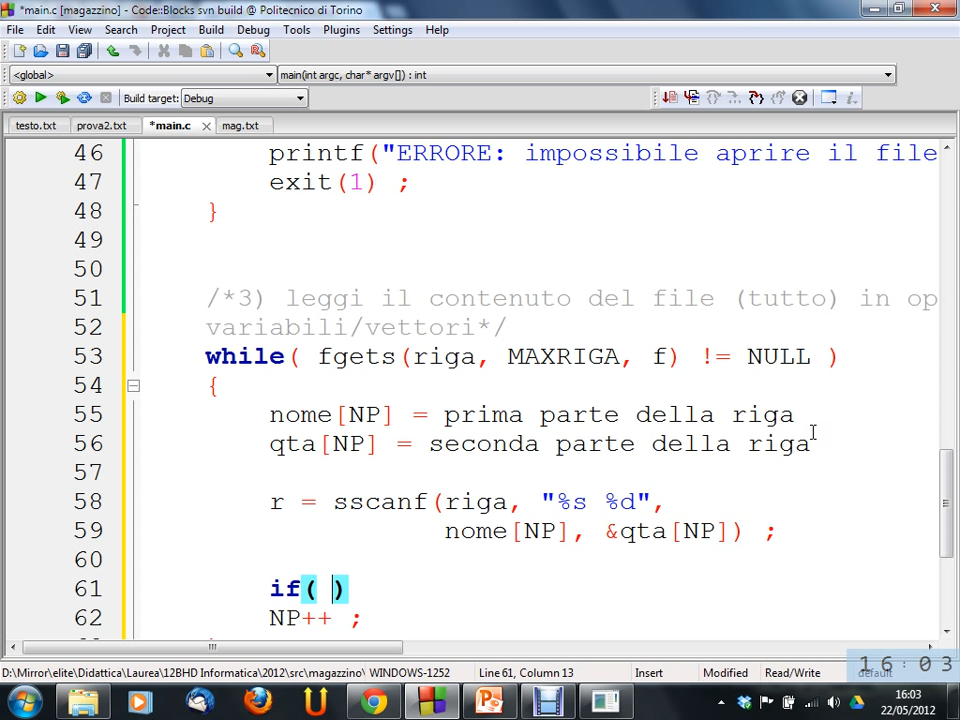 *main.c [magazzino] - Code::Blocks svn build @ Politecnico di Torino
File Edit View Search Project Build Debug Tools Plugins Settings Help
<global> main(int argc, char* argv[]) : int
Build target: Debug
testo.txt prova2.txt *main.c mag.txt
46 printf("ERRORE: impossibile aprire il file
47 exit(1) ;
48 }
49
50
51 /*3) leggi il contenuto del file (tutto) in op
52 variabili/vettori*/
53 while( fgets(riga, MAXRIGA, f) != NULL )
54 {
55 nome[NP] = prima parte della riga
56 qta[NP] = seconda parte della riga
57
58 r = sscanf(riga, "%s %d",
59 nome[NP], &qta[NP]) ;
60
61 if( )
62 NP++ ;
D:\Mirror\elite\Didattica\Laurea\12BHD Informatica\2012\src\magazzino\ WINDOWS-1252 Line 61, Column 13 Insert Modified Read/Write default
16:03
16:03
22/05/2012